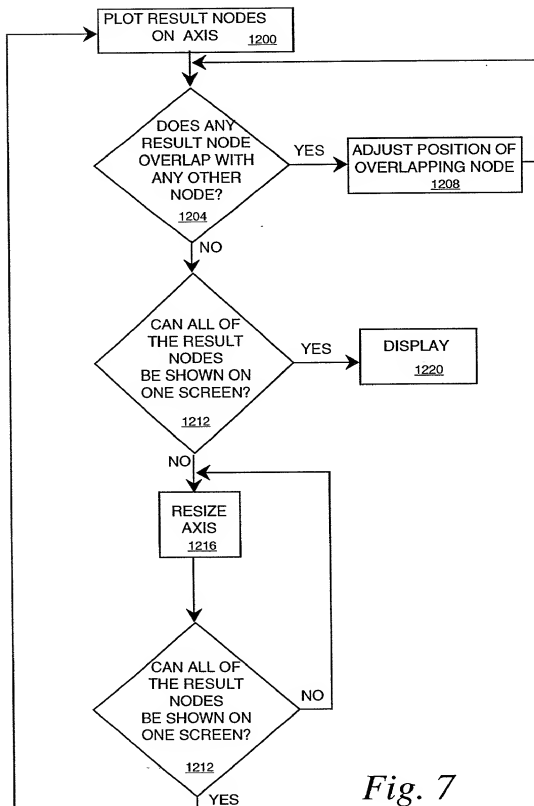 PLOT RESULT NODES
ON AXIS 1200
DOES ANY
RESULT NODE
OVERLAP WITH
ANY OTHER
NODE?
1204
YES
ADJUST POSITION OF
OVERLAPPING NODE
1208
NO
CAN ALL OF
THE RESULT
NODES
BE SHOWN ON
ONE SCREEN?
1212
YES
DISPLAY
1220
NO
RESIZE
AXIS
1216
CAN ALL OF
THE RESULT
NODES
BE SHOWN ON
ONE SCREEN?
1212
NO
YES
Fig. 7